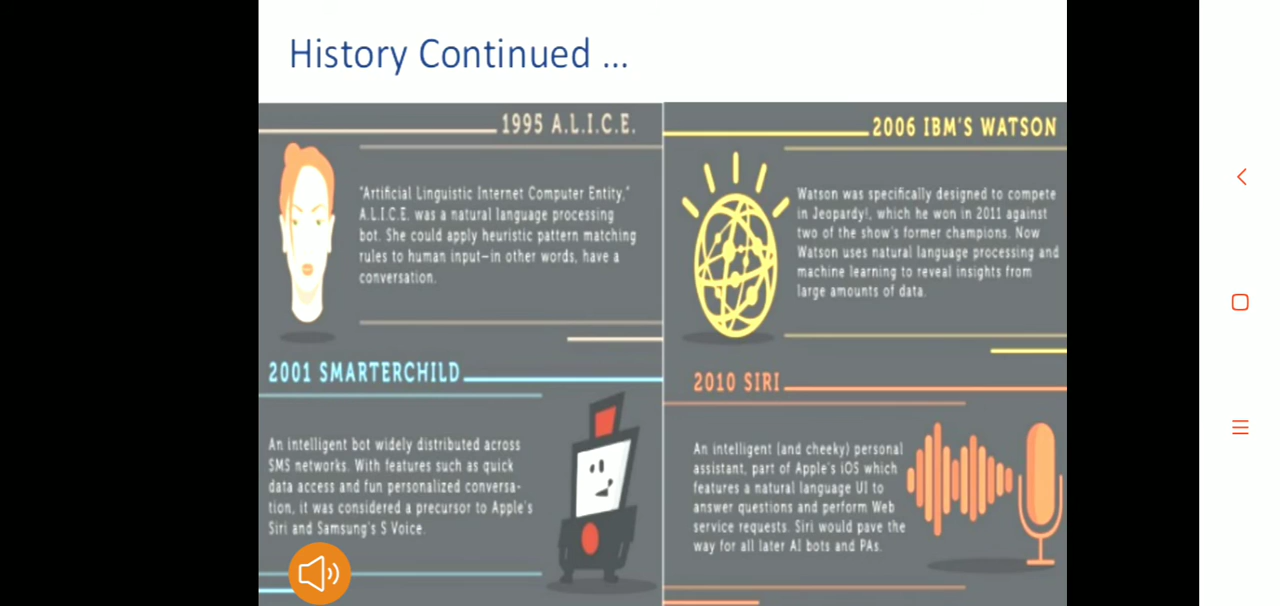 History Continued ...
1995 A.L.I.C.E.
"Artificial Linguistic Internet Computer Entity."
A.L.I.C.E. was a natural language processing
bot. She could apply heuristic pattern matching
rules to human input—in other words, have a
conversation.
2001 SMARTERCHILD
An intelligent bot widely distributed across
SMS networks. With features such as quick
data access and fun personalized conversa-
tion, it was considered a precursor to Apple's
Siri and Samsung's S Voice.
2006 IBM'S WATSON
Watson was specifically designed to compete
in Jeopardy!, which he won in 2011 against
two of the show's former champions. Now
Watson uses natural language processing and
machine learning to reveal insights from
large amounts of data.
2010 SIRI
An intelligent (and cheeky) personal
assistant, part of Apple's iOS which
features a natural language UI to
answer questions and perform Web
service requests. Siri would pave the
way for all later AI bots and PAs.